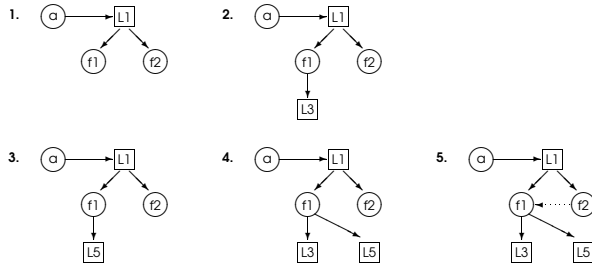 1. a L1
f1 f2
2. a L1
f1 f2
L3
3. a L1
f1 f2
L5
4. a L1
f1 f2
L3 L5
5. a L1
f1 f2
L3 L5